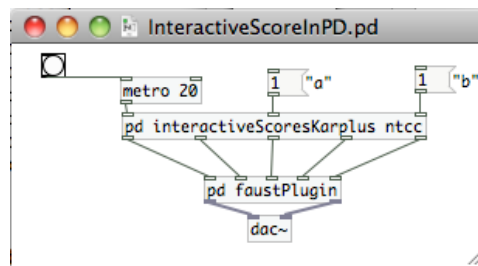 InteractiveScoreInPD.pd
1 "a" 1 "b"
metro 20
pd interactiveScoresKarplus ntcc
pd faustPlugin
dac~